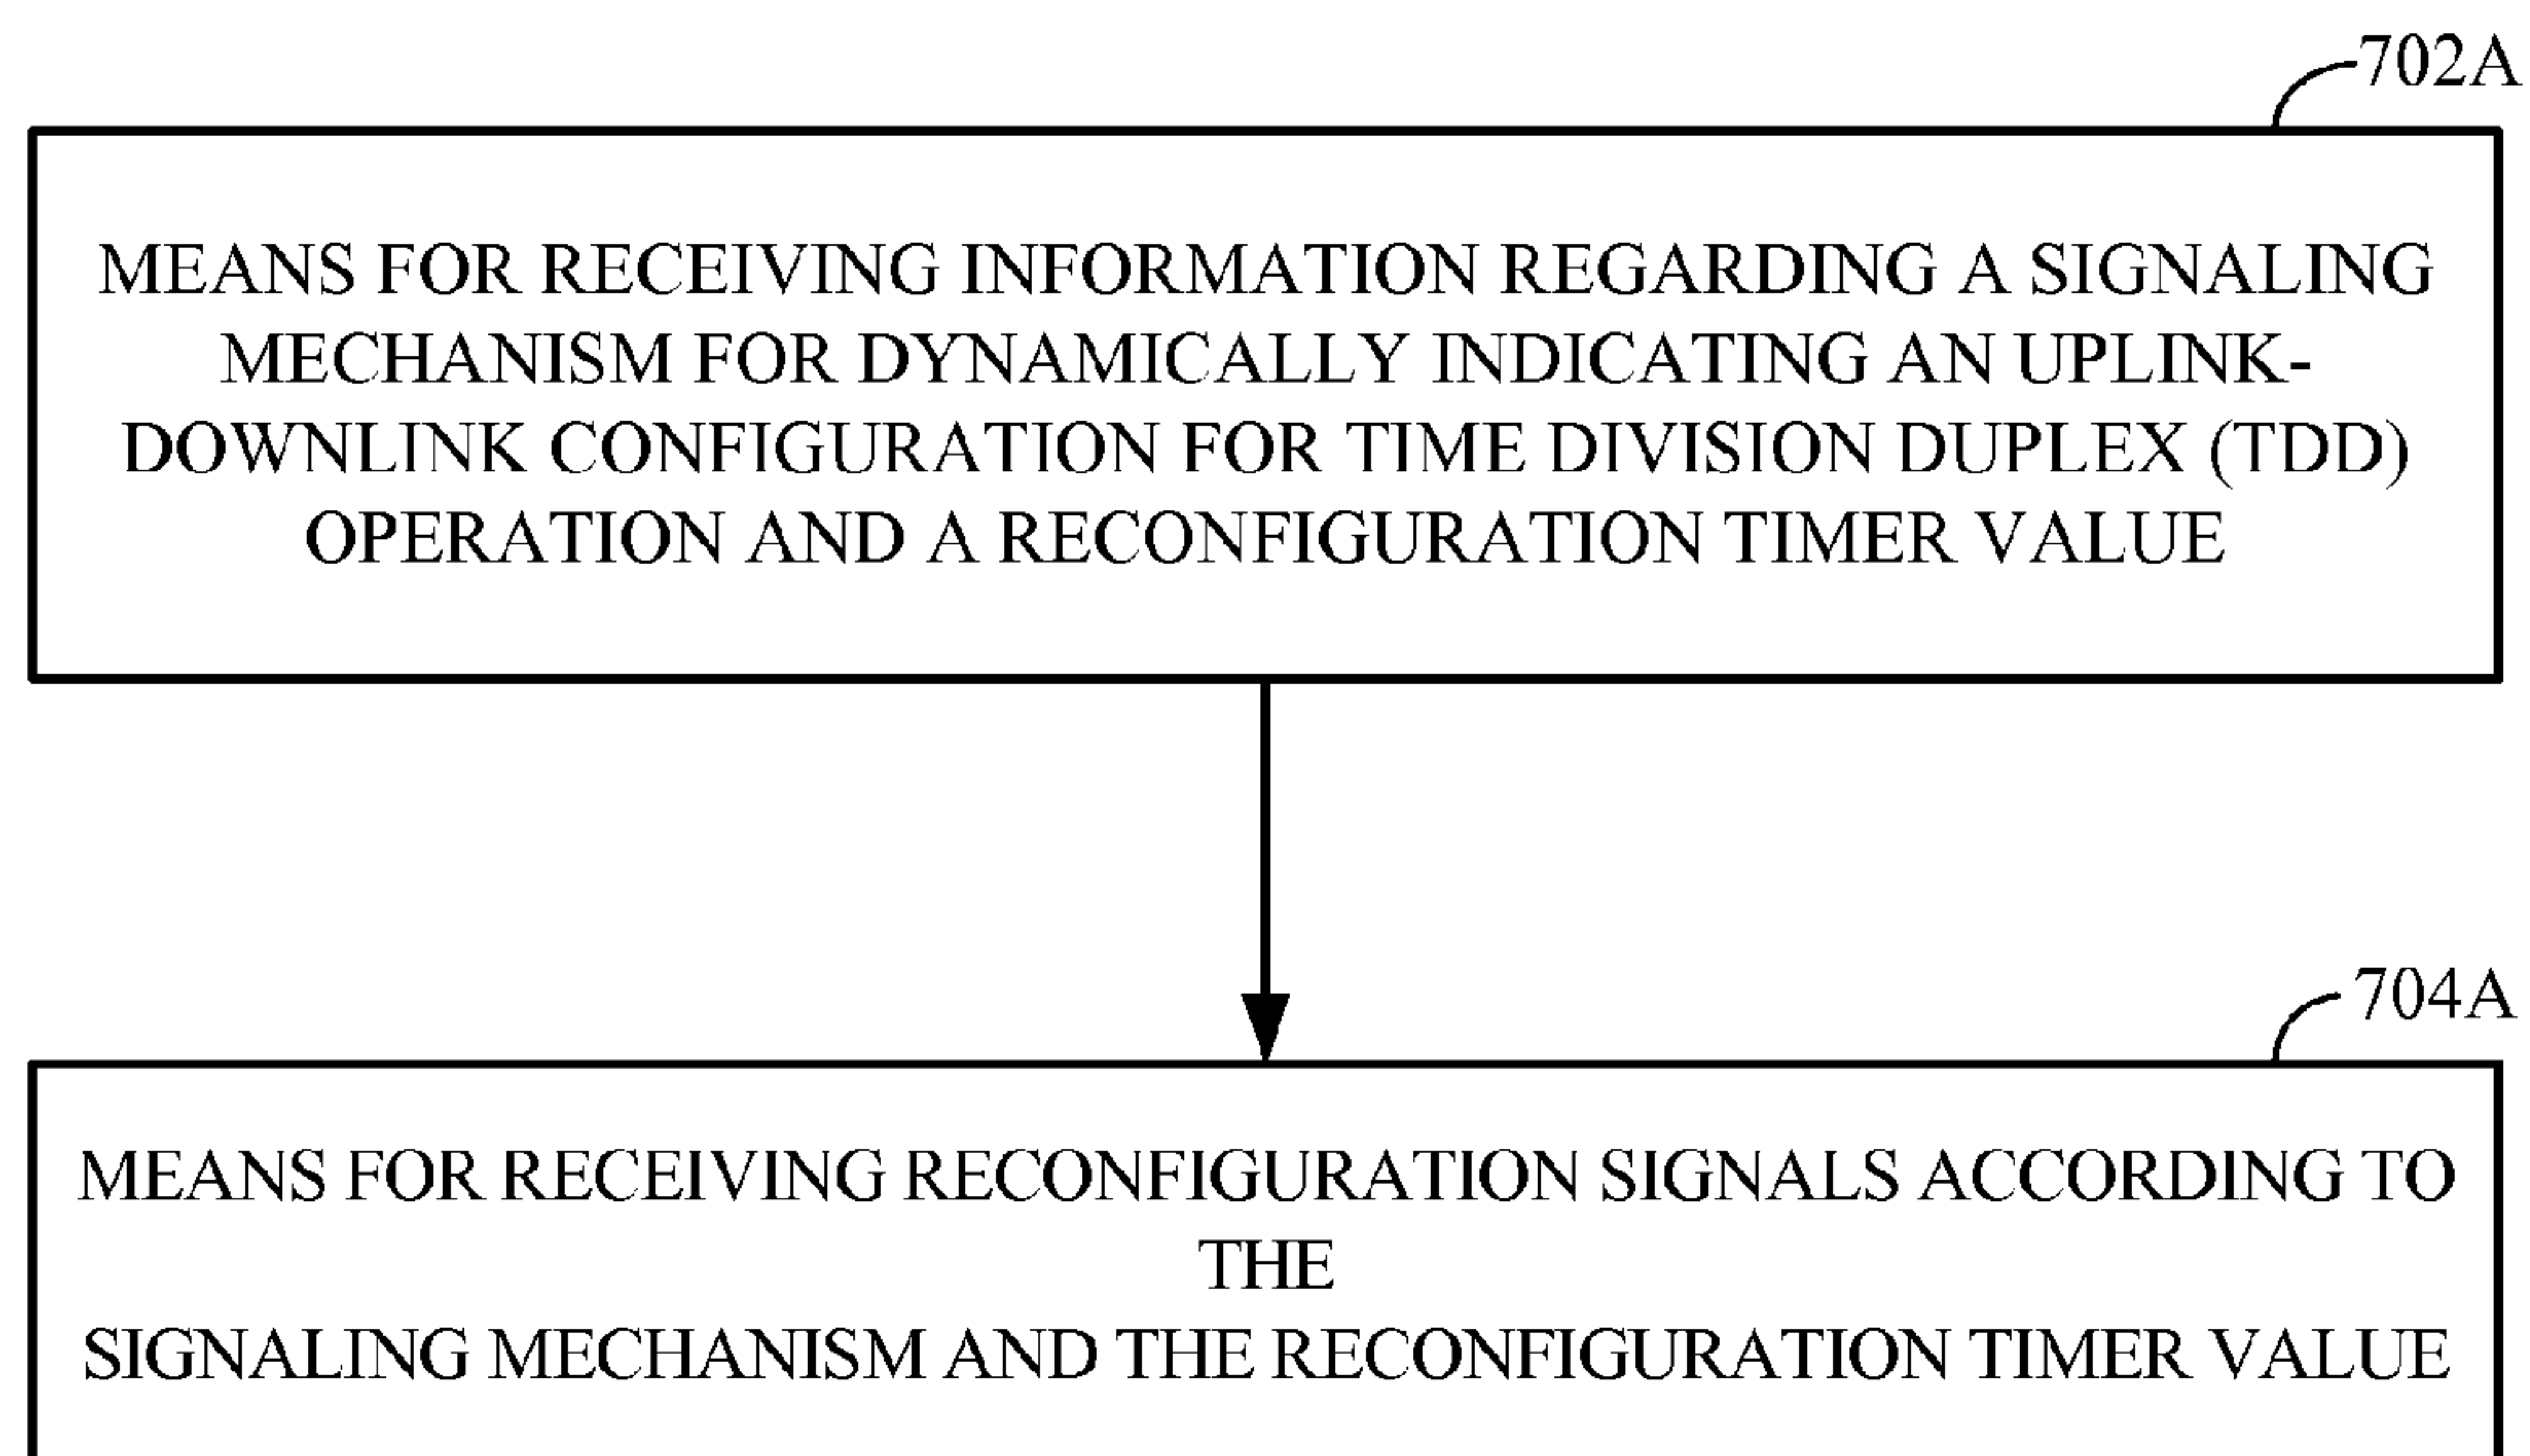 702A
MEANS FOR RECEIVING INFORMATION REGARDING A SIGNALING
MECHANISM FOR DYNAMICALLY INDICATING AN UPLINK-
DOWNLINK CONFIGURATION FOR TIME DIVISION DUPLEX (TDD)
OPERATION AND A RECONFIGURATION TIMER VALUE
704A
MEANS FOR RECEIVING RECONFIGURATION SIGNALS ACCORDING TO
THE
SIGNALING MECHANISM AND THE RECONFIGURATION TIMER VALUE